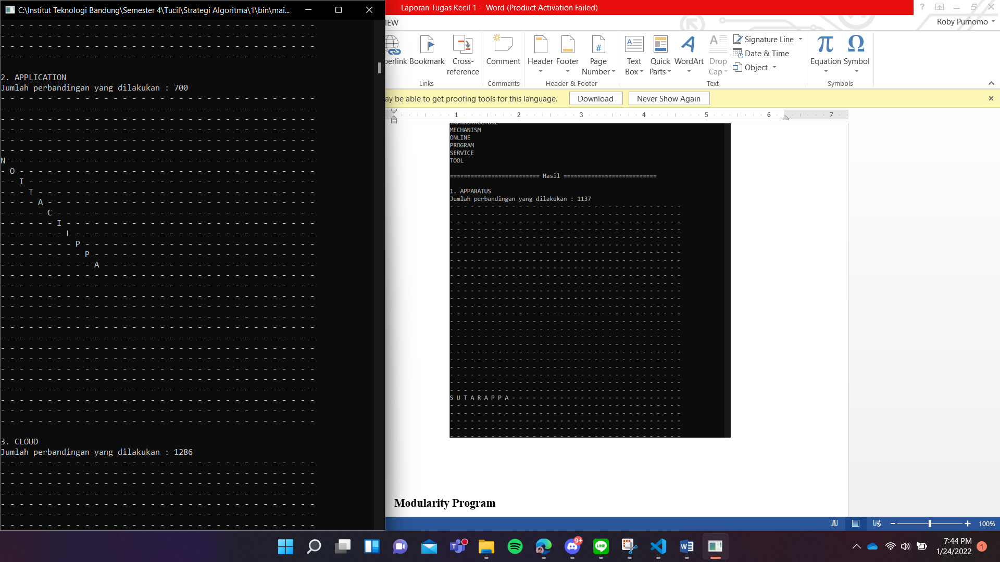 C:\Institut Teknologi Bandung\Semester 4\Tucil\Strategi Algoritma\1\bin\mai...
- - - - - - - - - - - - - - - - - - - - - - - - - - - - - - - - - -
- - - - - - - - - - - - - - - - - - - - - - - - - - - - - - - - - -
- - - - - - - - - - - - - - - - - - - - - - - - - - - - - - - - - -
- - - - - - - - - - - - - - - - - - - - - - - - - - - - - - - - - -
2. APPLICATION
Jumlah perbandingan yang dilakukan : 700
- - - - - - - - - - - - - - - - - - - - - - - - - - - - - - - - - -
- - - - - - - - - - - - - - - - - - - - - - - - - - - - - - - - - -
- - - - - - - - - - - - - - - - - - - - - - - - - - - - - - - - - -
- - - - - - - - - - - - - - - - - - - - - - - - - - - - - - - - - -
- - - - - - - - - - - - - - - - - - - - - - - - - - - - - - - - - -
- - - - - - - - - - - - - - - - - - - - - - - - - - - - - - - - - -
N - - - - - - - - - - - - - - - - - - - - - - - - - - - - - - - - -
- O - - - - - - - - - - - - - - - - - - - - - - - - - - - - - - - -
- - I - - - - - - - - - - - - - - - - - - - - - - - - - - - - - - -
- - - T - - - - - - - - - - - - - - - - - - - - - - - - - - - - - -
- - - - A - - - - - - - - - - - - - - - - - - - - - - - - - - - - -
- - - - - C - - - - - - - - - - - - - - - - - - - - - - - - - - - -
- - - - - - I - - - - - - - - - - - - - - - - - - - - - - - - - - -
- - - - - - - L - - - - - - - - - - - - - - - - - - - - - - - - - -
- - - - - - - - P - - - - - - - - - - - - - - - - - - - - - - - - -
- - - - - - - - - P - - - - - - - - - - - - - - - - - - - - - - - -
- - - - - - - - - - A - - - - - - - - - - - - - - - - - - - - - - -
3. CLOUD
Jumlah perbandingan yang dilakukan : 1286
Laporan Tugas Kecil 1 - Word (Product Activation Failed)
IEW
Roby Purnomo
Bookmark
Cross-
reference
Links
Comment
Comments
Header
Footer
Page
Number
Header & Footer
Text
Box
Quick
Parts
WordArt
Drop
Cap
Signature Line
Date & Time
Object
Text
π
Equation
Ω
Symbol
Symbols
ay be able to get proofing tools for this language.
Download
Never Show Again
1 2 3 4 5 6 7
INFRASTRUCTURE
MECHANISM
ONLINE
PROGRAM
SERVICE
TOOL
========================== Hasil ===========================
1. APPARATUS
Jumlah perbandingan yang dilakukan : 1137
S U T A R A P P A - - - - - - - - - - - - - - - - - - - - - - - - -
Modularity Program
100%
9+
7:44 PM
1/24/2022
1